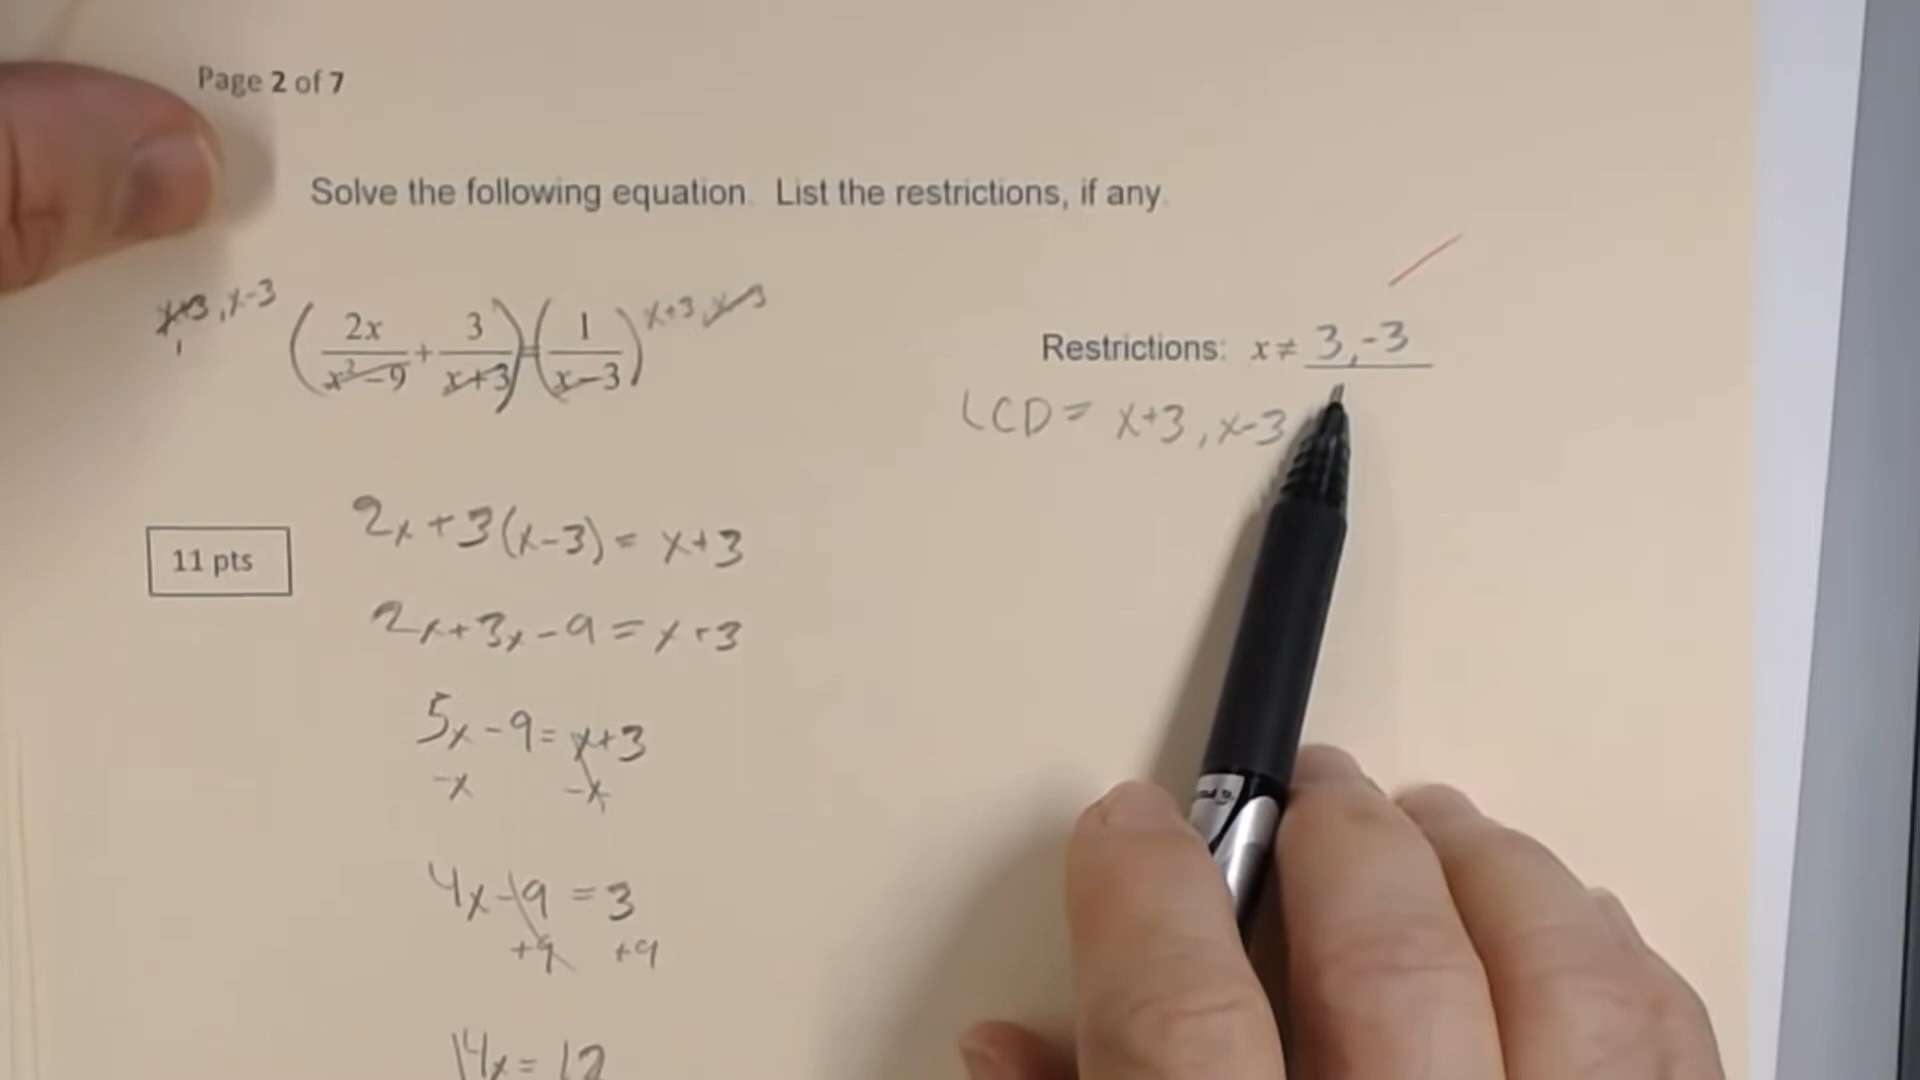 Page 2 of 7
Solve the following equation. List the restrictions, if any.
x+3, x-3 (2x/x²-9 + 3/x+3) = (1/x-3) x+3, x-3
Restrictions: x ≠ 3,-3
LCD = x+3, x-3
2x+3(x-3) = x+3
11 pts
2x+3x-9 = x+3
5x-9 = x+3
-x -x
4x-9 = 3
+9 +9
4x = 12